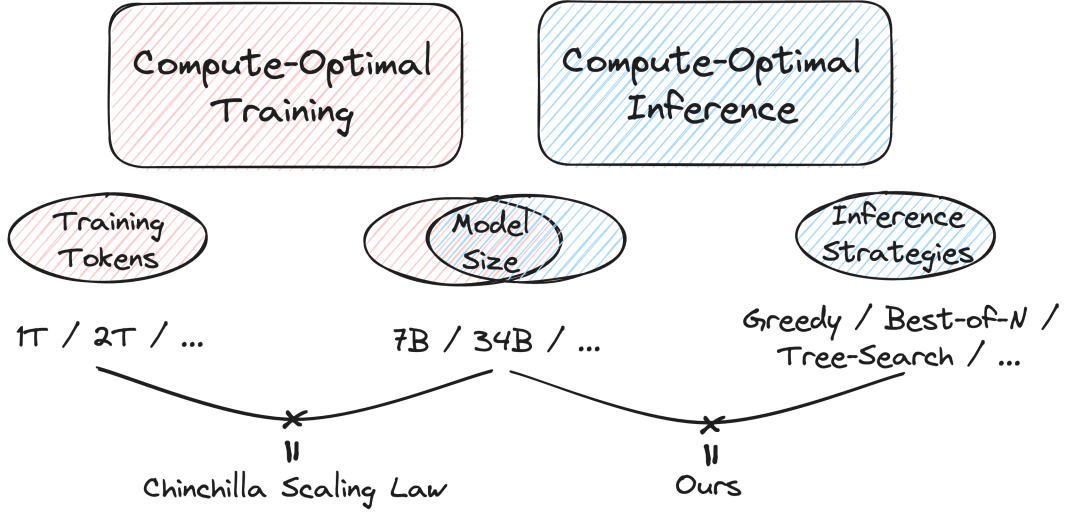 Compute-Optimal
Training
Compute-Optimal
Inference
Training
Tokens
Model
Size
Inference
Strategies
1T / 2T / ...
7B / 34B / ...
Greedy / Best-of-N /
Tree-Search / ...
×
=
Chinchilla Scaling Law
×
=
Ours